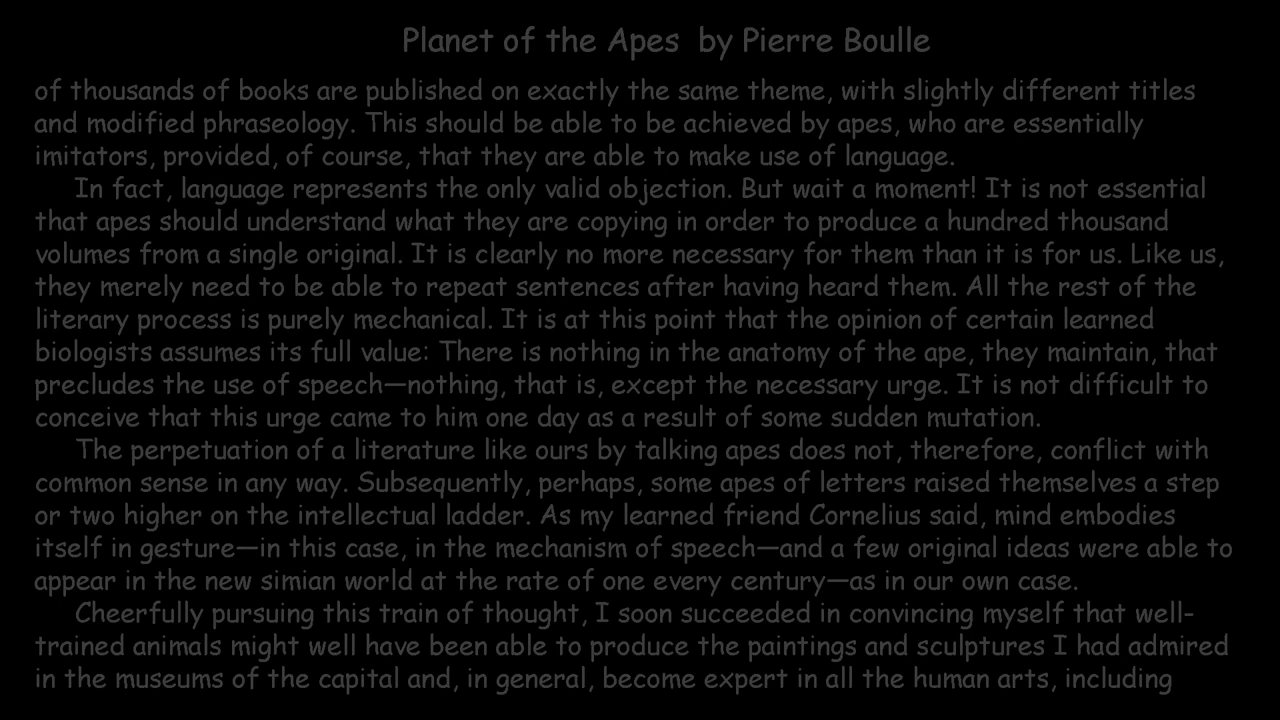 Planet of the Apes by Pierre Boulle
of thousands of books are published on exactly the same theme, with slightly different titles
and modified phraseology. This should be able to be achieved by apes, who are essentially
imitators, provided, of course, that they are able to make use of language.
In fact, language represents the only valid objection. But wait a moment! It is not essential
that apes should understand what they are copying in order to produce a hundred thousand
volumes from a single original. It is clearly no more necessary for them than it is for us. Like us,
they merely need to be able to repeat sentences after having heard them. All the rest of the
literary process is purely mechanical. It is at this point that the opinion of certain learned
biologists assumes its full value: There is nothing in the anatomy of the ape, they maintain, that
precludes the use of speech—nothing, that is, except the necessary urge. It is not difficult to
conceive that this urge came to him one day as a result of some sudden mutation.
The perpetuation of a literature like ours by talking apes does not, therefore, conflict with
common sense in any way. Subsequently, perhaps, some apes of letters raised themselves a step
or two higher on the intellectual ladder. As my learned friend Cornelius said, mind embodies
itself in gesture—in this case, in the mechanism of speech—and a few original ideas were able to
appear in the new simian world at the rate of one every century—as in our own case.
Cheerfully pursuing this train of thought, I soon succeeded in convincing myself that well-
trained animals might well have been able to produce the paintings and sculptures I had admired
in the museums of the capital and, in general, become expert in all the human arts, including